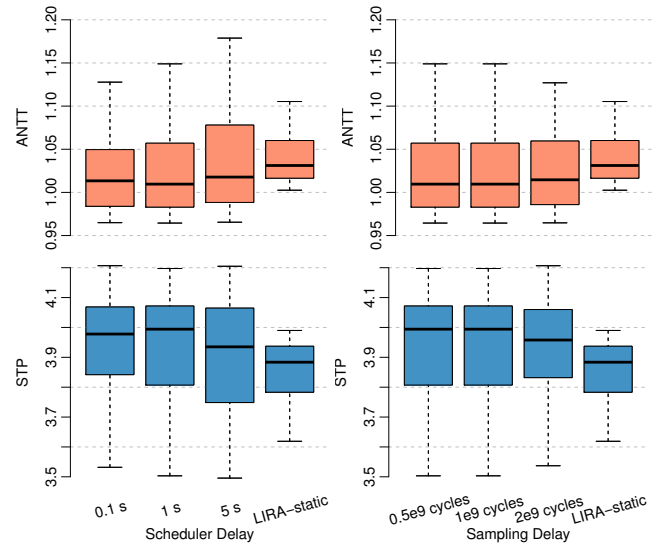 ANTT
0.95 1.00 1.05 1.10 1.15 1.20
ANTT
0.95 1.00 1.05 1.10 1.15 1.20
STP
3.5 3.7 3.9 4.1
0.1 s 1 s 5 s LIRA−static
Scheduler Delay
STP
3.5 3.7 3.9 4.1
0.5e9 cycles 1e9 cycles 2e9 cycles LIRA−static
Sampling Delay